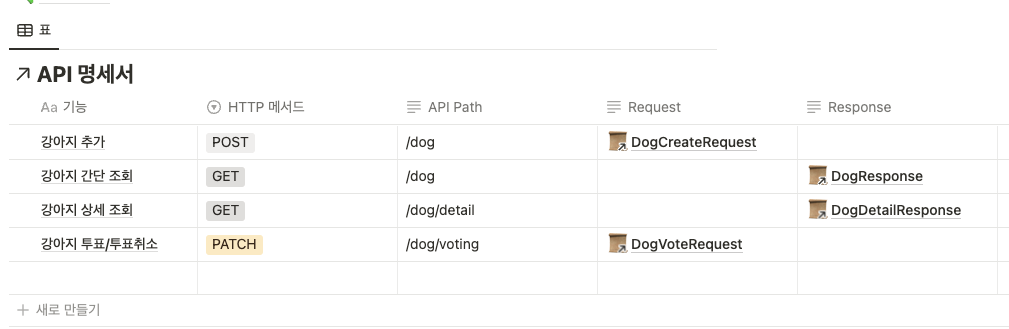 표
API 명세서
Aa 기능 HTTP 메서드 API Path Request Response
강아지 추가 POST /dog DogCreateRequest
강아지 간단 조회 GET /dog DogResponse
강아지 상세 조회 GET /dog/detail DogDetailResponse
강아지 투표/투표취소 PATCH /dog/voting DogVoteRequest
새로 만들기